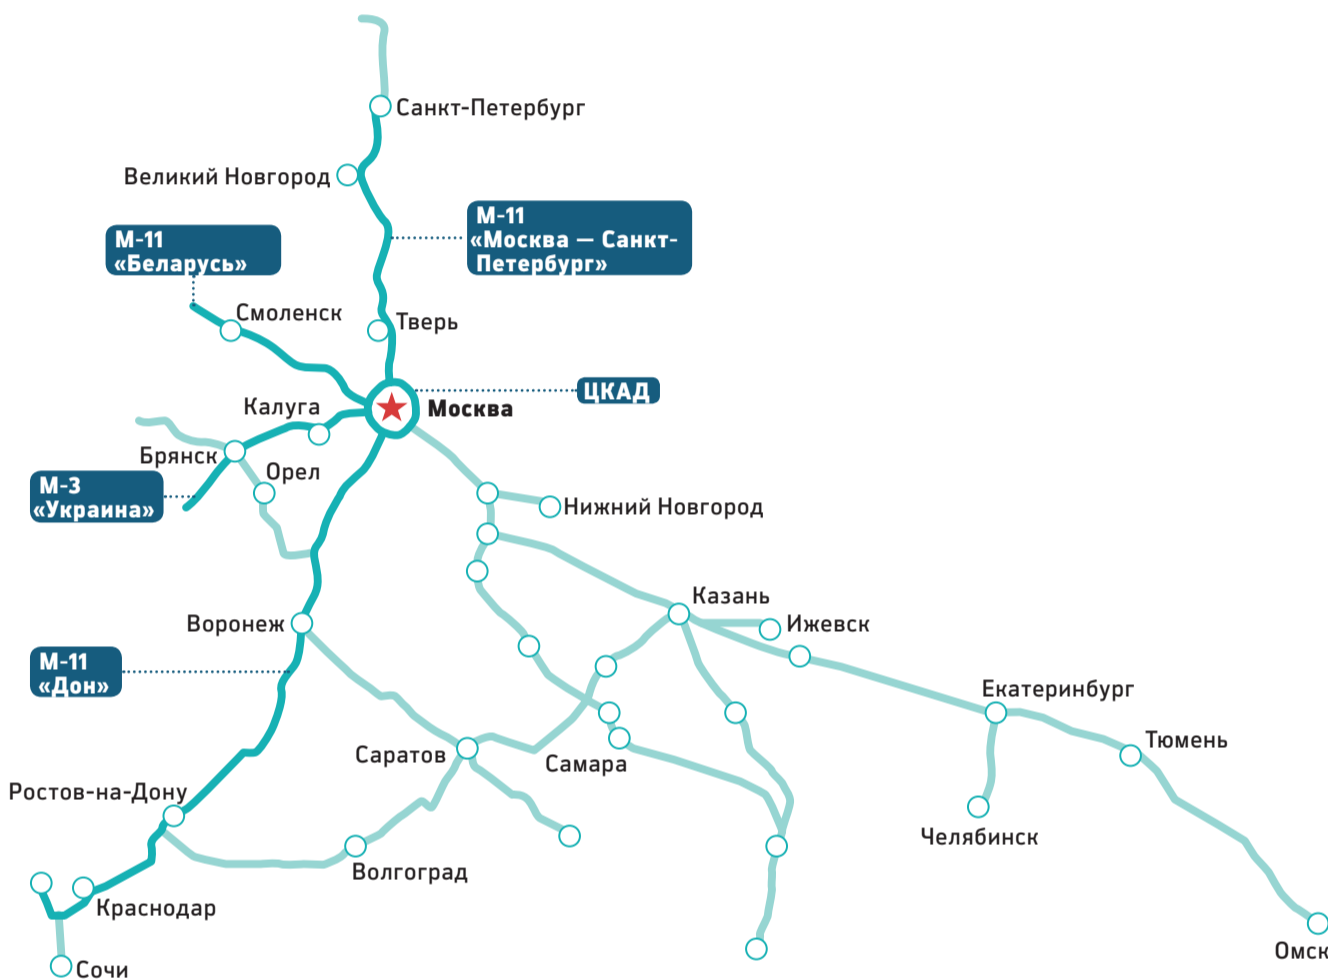 Санкт-Петербург
Великий Новгород
М-11
«Москва — Санкт-
Петербург»
М-11
«Беларусь»
Смоленск
Тверь
ЦКАД
Калуга
Москва
Брянск
Орел
М-3
«Украина»
Нижний Новгород
Казань
Ижевск
Воронеж
М-11
«Дон»
Екатеринбург
Тюмень
Саратов
Самара
Ростов-на-Дону
Челябинск
Волгоград
Краснодар
Омск
Сочи